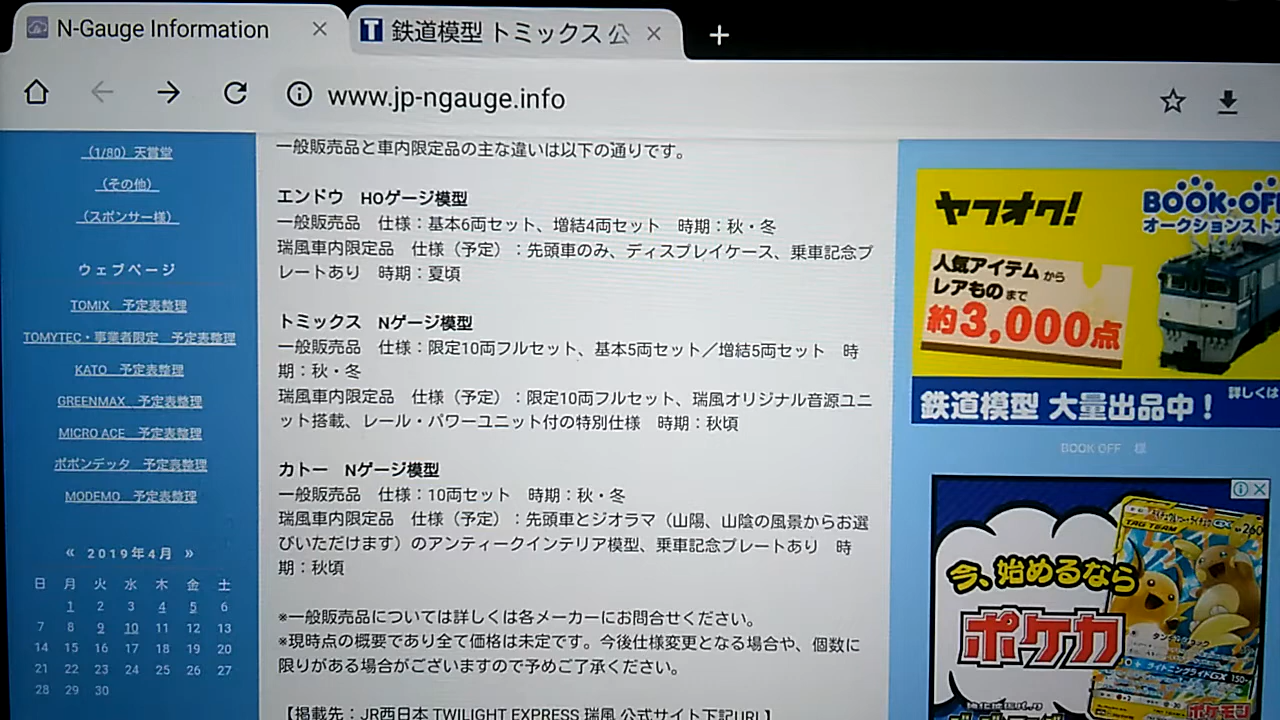 N-Gauge Information
鉄道模型 トミックス 公
www.jp-ngauge.info
（1/80）天賞堂
（その他）
（スポンサー様）
ウェブページ
TOMIX　予定表整理
TOMYTEC・事業者限定　予定表整理
KATO　予定表整理
GREENMAX　予定表整理
MICRO ACE　予定表整理
ポポンデッタ　予定表整理
MODEMO　予定表整理
« 2019年4月 »
日 月 火 水 木 金 土
1 2 3 4 5 6
7 8 9 10 11 12 13
14 15 16 17 18 19 20
21 22 23 24 25 26 27
28 29 30
一般販売品と車内限定品の主な違いは以下の通りです。
エンドウ　HOゲージ模型
一般販売品　仕様：基本6両セット、増結4両セット　時期：秋・冬
瑞風車内限定品　仕様（予定）：先頭車のみ、ディスプレイケース、乗車記念プ
レートあり　時期：夏頃
トミックス　Nゲージ模型
一般販売品　仕様：限定10両フルセット、基本5両セット／増結5両セット　時
期：秋・冬
瑞風車内限定品　仕様（予定）：限定10両フルセット、瑞風オリジナル音源ユニ
ット搭載、レール・パワーユニット付の特別仕様　時期：秋頃
カトー　Nゲージ模型
一般販売品　仕様：10両セット　時期：秋・冬
瑞風車内限定品　仕様（予定）：先頭車とジオラマ（山陽、山陰の風景からお選
びいただけます）のアンティークインテリア模型、乗車記念プレートあり　時
期：秋頃
※一般販売品については詳しくは各メーカーにお問合せください。
※現時点の概要であり全て価格は未定です。今後仕様変更となる場合や、個数に
限りがある場合がございますので予めご了承ください。
【掲載先：JR西日本 TWILIGHT EXPRESS 瑞風 公式サイト下記URL】
ヤフオク!
BOOK・OF
オークションスト
人気アイテム から
レアもの まで
約3,000点
鉄道模型 大量出品中！
詳しくは
BOOK OFF　様
今、始めるなら
ポケカ
TAG TEAM
260
ライトニングライドGX 150
ポケモン